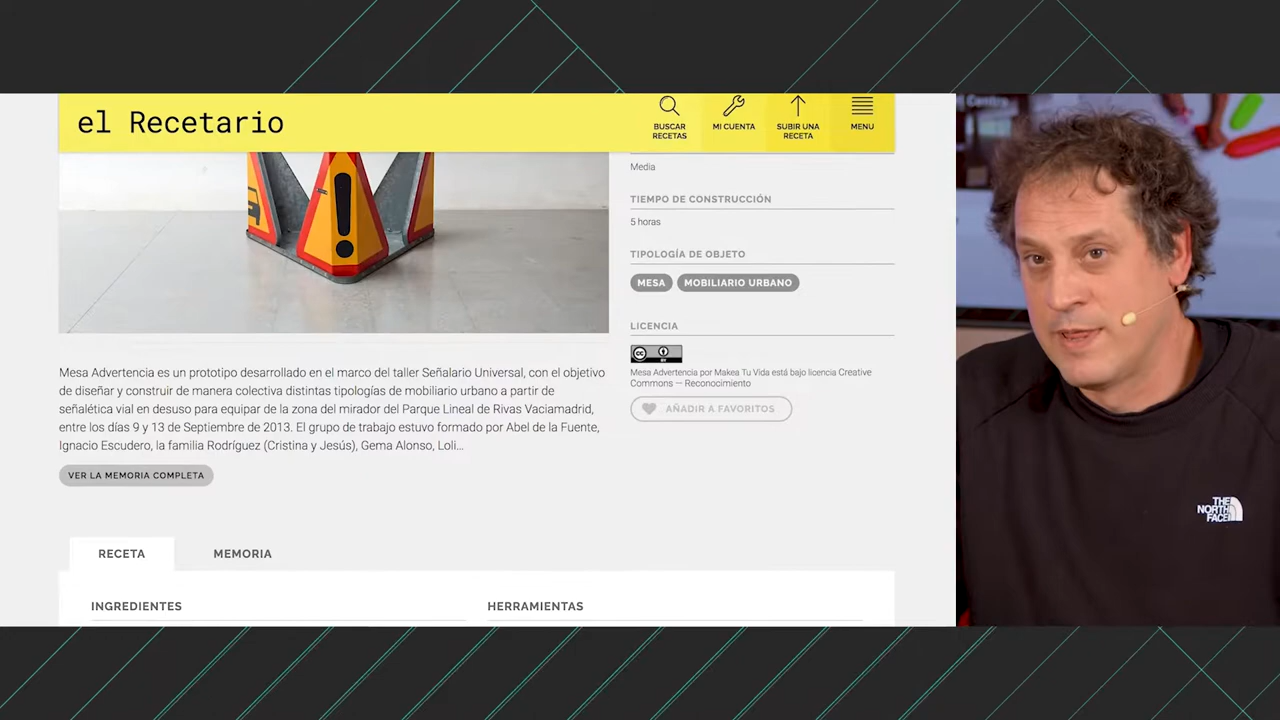 el Recetario
BUSCAR
RECETAS
MI CUENTA
SUBIR UNA
RECETA
MENU
Media
TIEMPO DE CONSTRUCCIÓN
5 horas
TIPOLOGÍA DE OBJETO
MESA
MOBILIARIO URBANO
LICENCIA
cc
BY
Mesa Advertencia por Makea Tu Vida está bajo licencia Creative
Commons — Reconocimiento
AÑADIR A FAVORITOS
Mesa Advertencia es un prototipo desarrollado en el marco del taller Señalario Universal, con el objetivo
de diseñar y construir de manera colectiva distintas tipologías de mobiliario urbano a partir de
señalética vial en desuso para equipar de la zona del mirador del Parque Lineal de Rivas Vaciamadrid,
entre los días 9 y 13 de Septiembre de 2013. El grupo de trabajo estuvo formado por Abel de la Fuente,
Ignacio Escudero, la familia Rodríguez (Cristina y Jesús), Gema Alonso, Loli...
VER LA MEMORIA COMPLETA
RECETA
MEMORIA
INGREDIENTES
HERRAMIENTAS
THE
NORTH
FACE